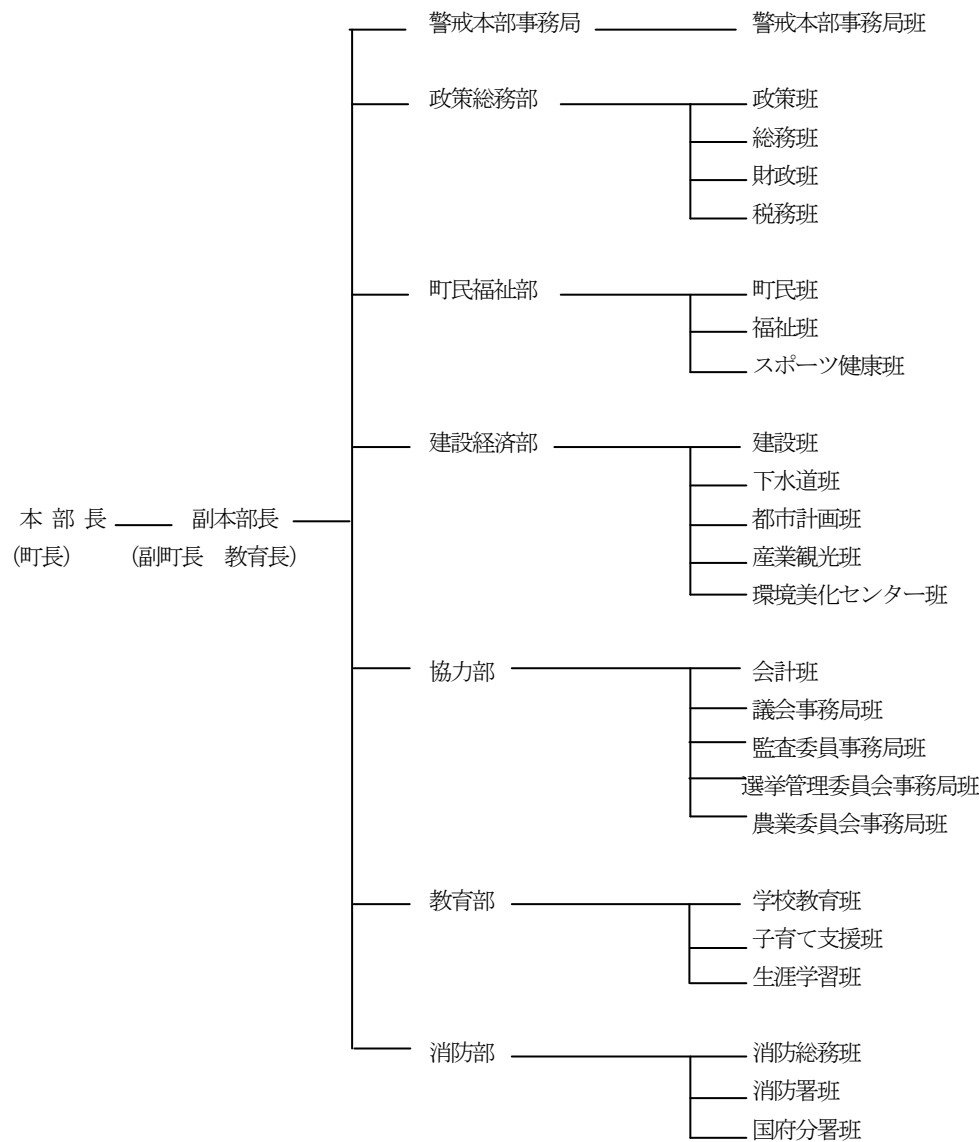 警戒本部事務局 警戒本部事務局班
政策総務部 政策班
総務班
財政班
税務班
町民福祉部 町民班
福祉班
スポーツ健康班
建設経済部 建設班
下水道班
本 部 長 副本部長 都市計画班
(町長) (副町長 教育長) 産業観光班
環境美化センター班
協力部 会計班
議会事務局班
監査委員事務局班
選挙管理委員会事務局班
農業委員会事務局班
教育部 学校教育班
子育て支援班
生涯学習班
消防部 消防総務班
消防署班
国府分署班